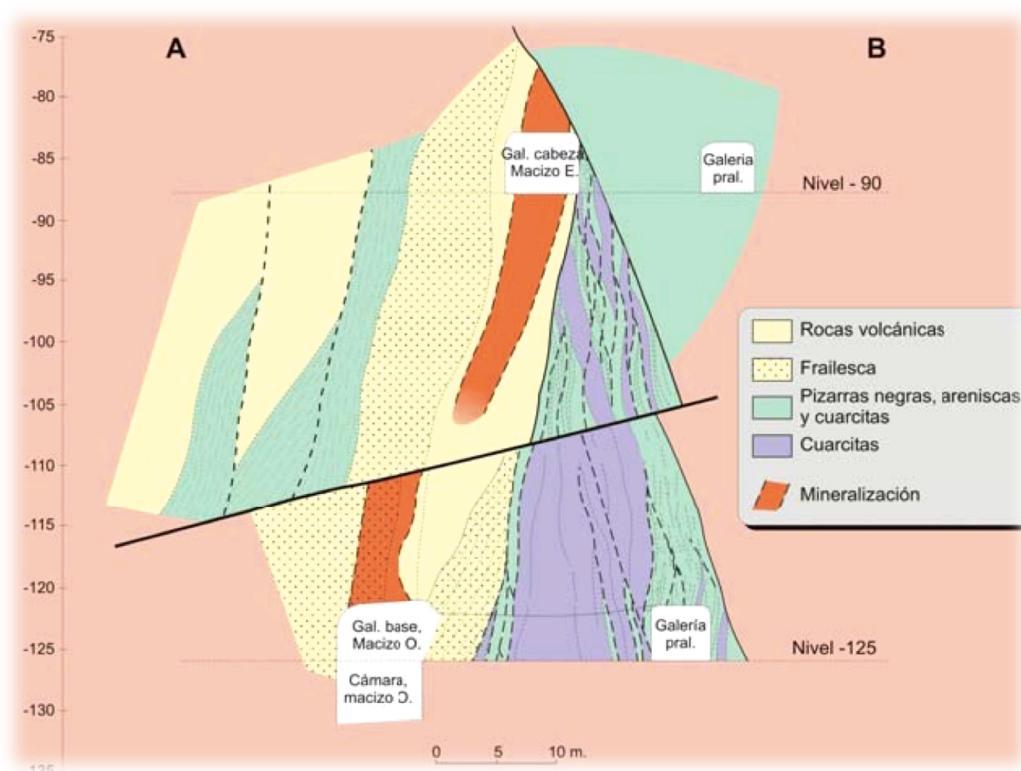 -75
A
B
-80
-85
Gal. cabeza
Macizo E.
Galeria
pral.
Nivel - 90
-90
-95
-100
-105
-110
-115
-120
-125
-130
Rocas volcánicas
Frailesca
Pizarras negras, areniscas
y cuarcitas
Cuarcitas
Mineralización
Gal. base,
Macizo O.
Cámara,
macizo O.
Galería
pral.
Nivel -125
0 5 10 m.